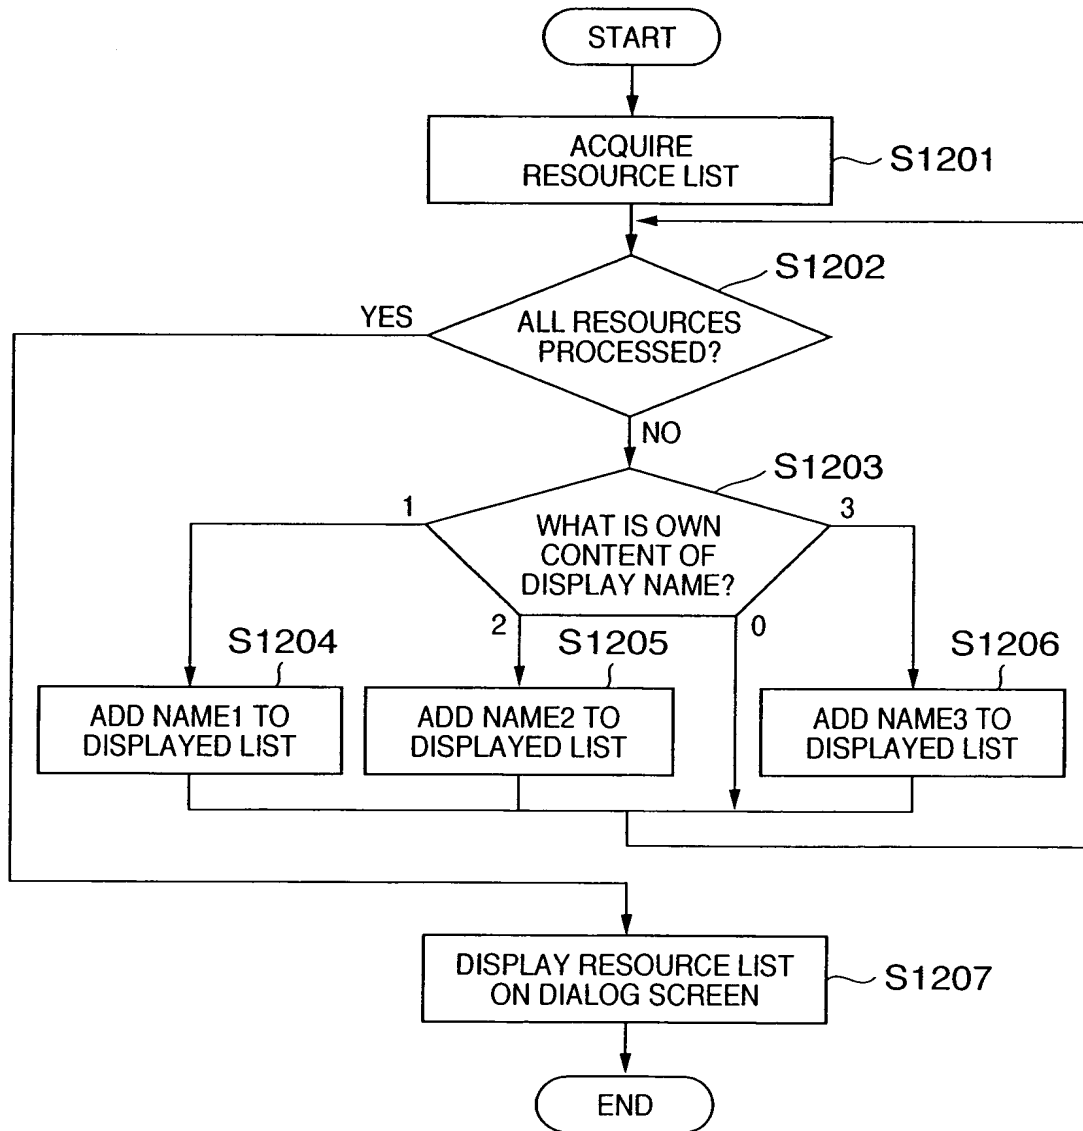 START
ACQUIRE
RESOURCE LIST
S1201
S1202
YES
ALL RESOURCES
PROCESSED?
NO
S1203
1
3
WHAT IS OWN
CONTENT OF
DISPLAY NAME?
2
0
S1204
S1205
S1206
ADD NAME1 TO
DISPLAYED LIST
ADD NAME2 TO
DISPLAYED LIST
ADD NAME3 TO
DISPLAYED LIST
DISPLAY RESOURCE LIST
ON DIALOG SCREEN
S1207
END